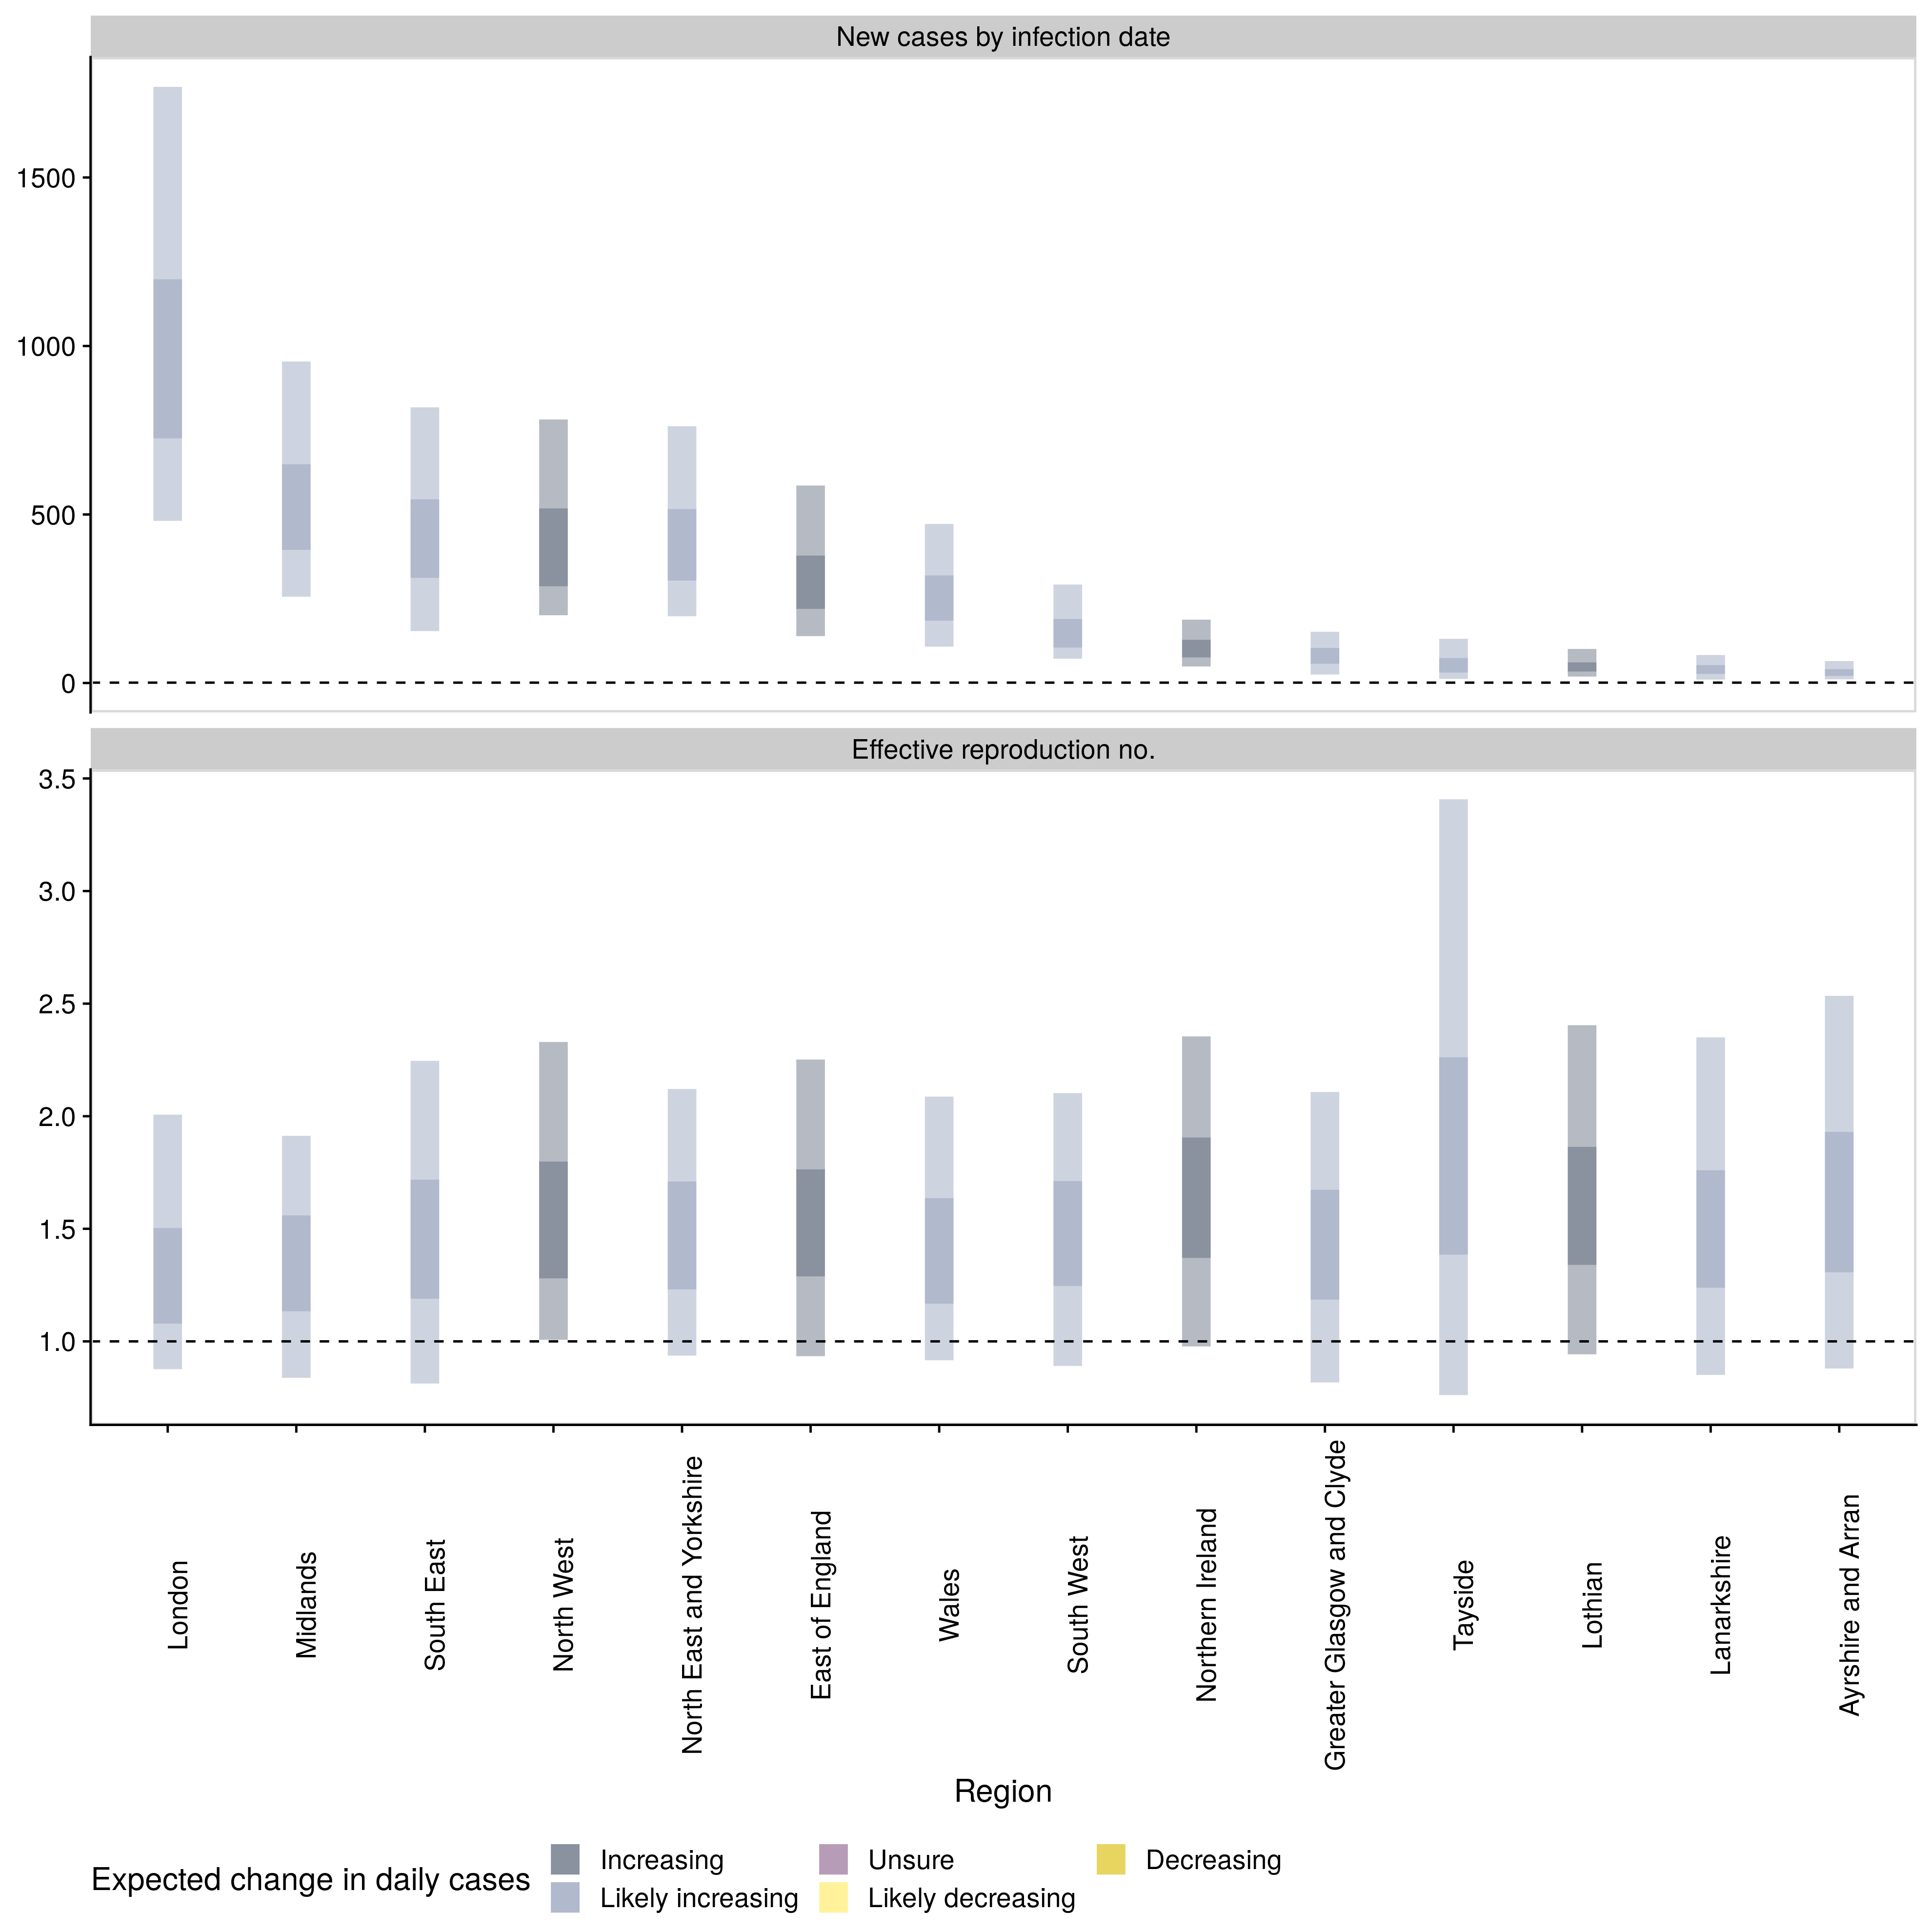 New cases by infection date
1500
1000
500
0
Effective reproduction no.
3.5
3.0
2.5
2.0
1.5
1.0
London
Midlands
South East
North West
North East and Yorkshire
East of England
Wales
South West
Northern Ireland
Greater Glasgow and Clyde
Tayside
Lothian
Lanarkshire
Ayrshire and Arran
Region
Expected change in daily cases
Increasing
Likely increasing
Unsure
Likely decreasing
Decreasing